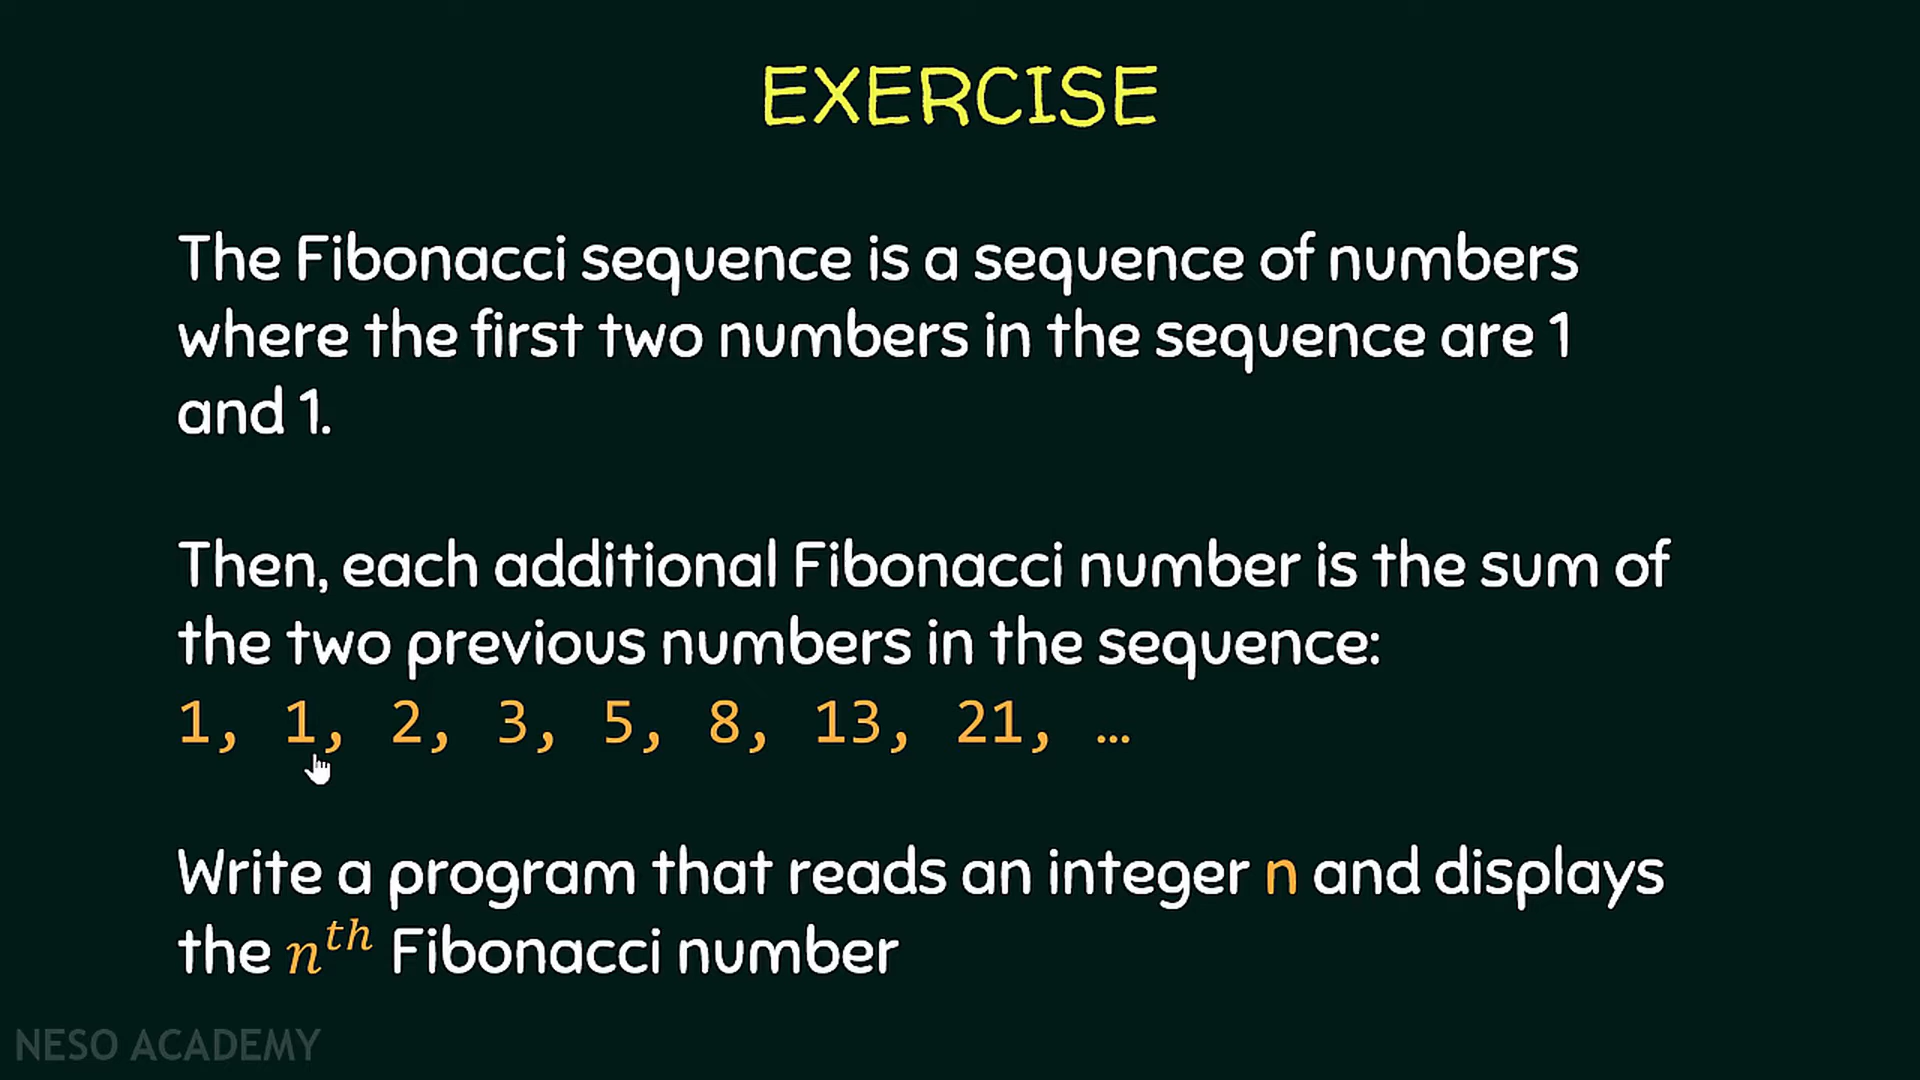 EXERCISE
The Fibonacci sequence is a sequence of numbers
where the first two numbers in the sequence are 1
and 1.
Then, each additional Fibonacci number is the sum of
the two previous numbers in the sequence:
1, 1, 2, 3, 5, 8, 13, 21, …
Write a program that reads an integer n and displays
the n^th Fibonacci number
NESO ACADEMY